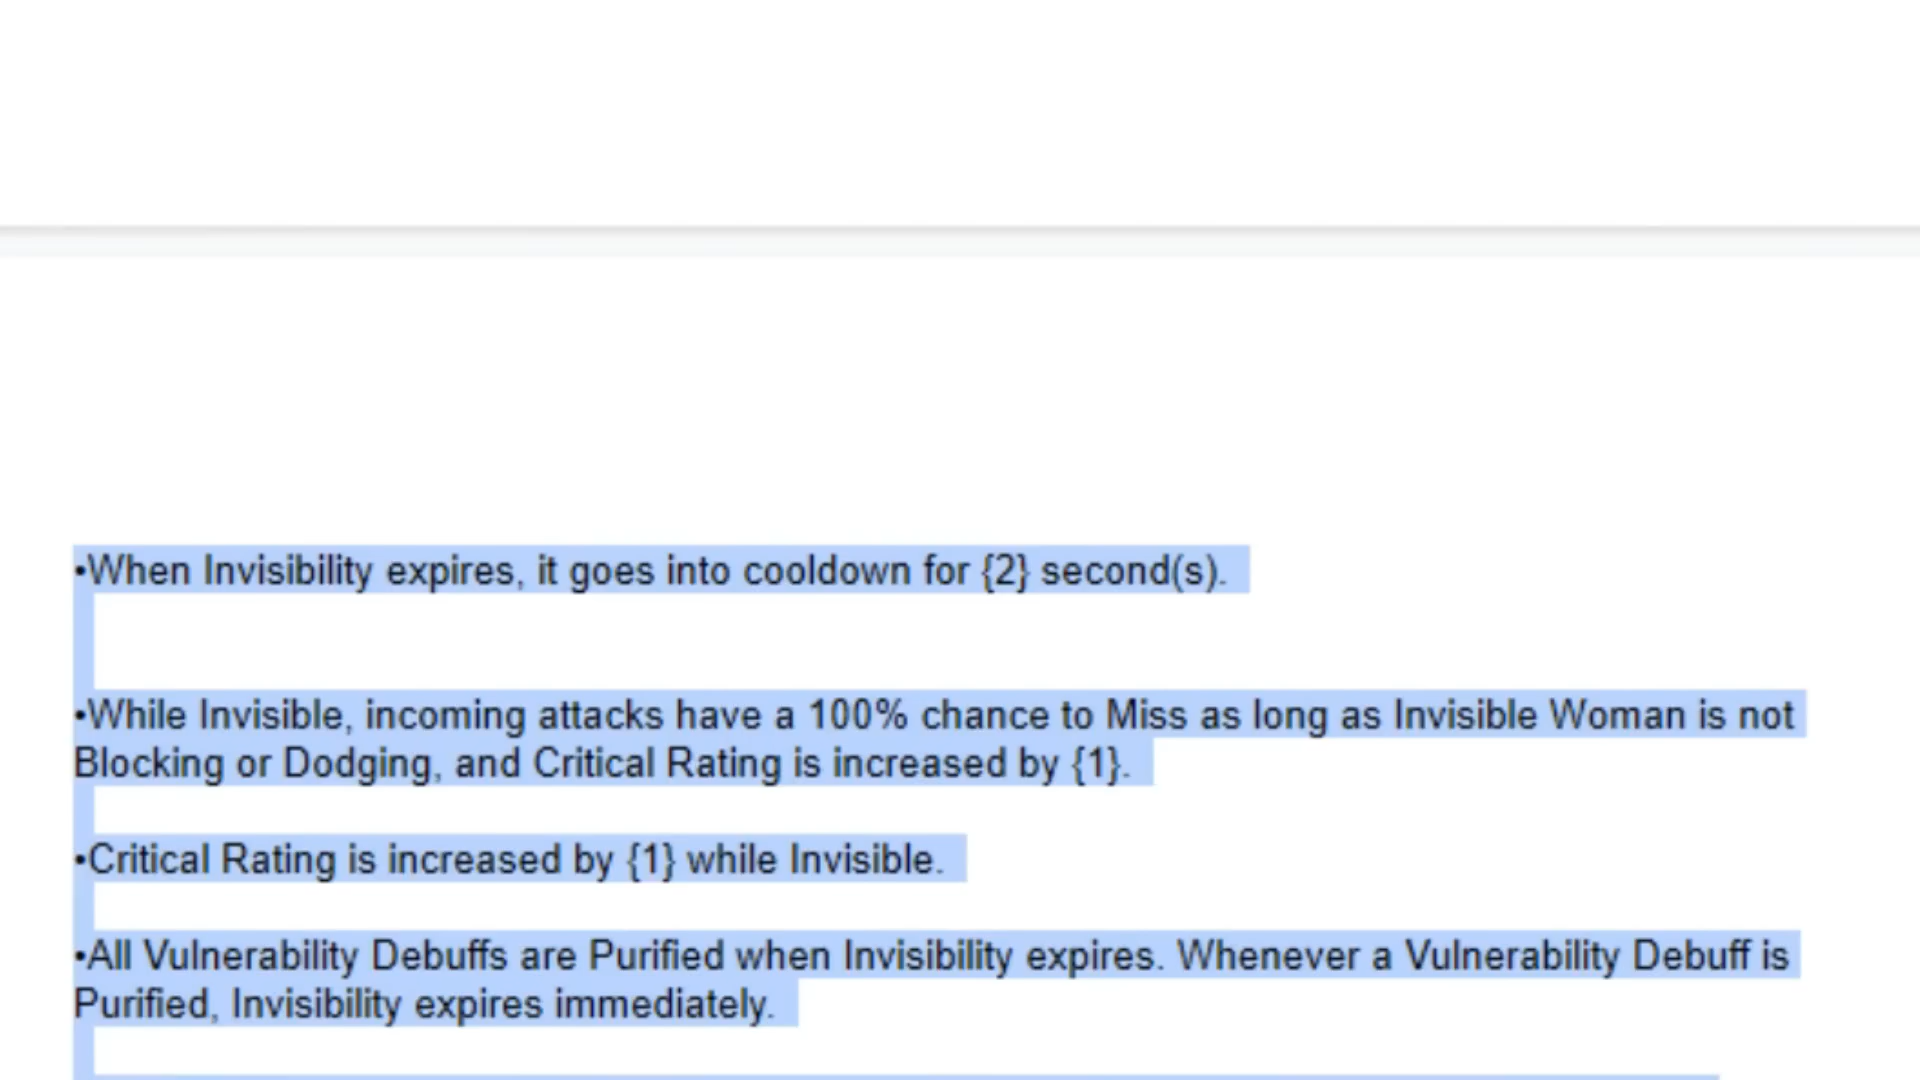 •When Invisibility expires, it goes into cooldown for {2} second(s).
•While Invisible, incoming attacks have a 100% chance to Miss as long as Invisible Woman is not
Blocking or Dodging, and Critical Rating is increased by {1}.
•Critical Rating is increased by {1} while Invisible.
•All Vulnerability Debuffs are Purified when Invisibility expires. Whenever a Vulnerability Debuff is
Purified, Invisibility expires immediately.